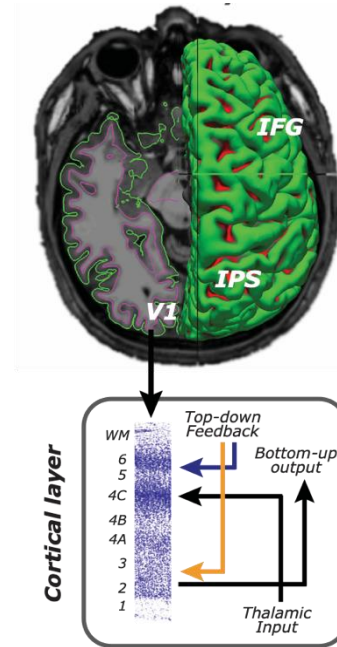 IFG
IPS
V1
Cortical layer
WM
6
5
4C
4B
4A
3
2
1
Top-down
Feedback
Bottom-up
output
Thalamic
Input